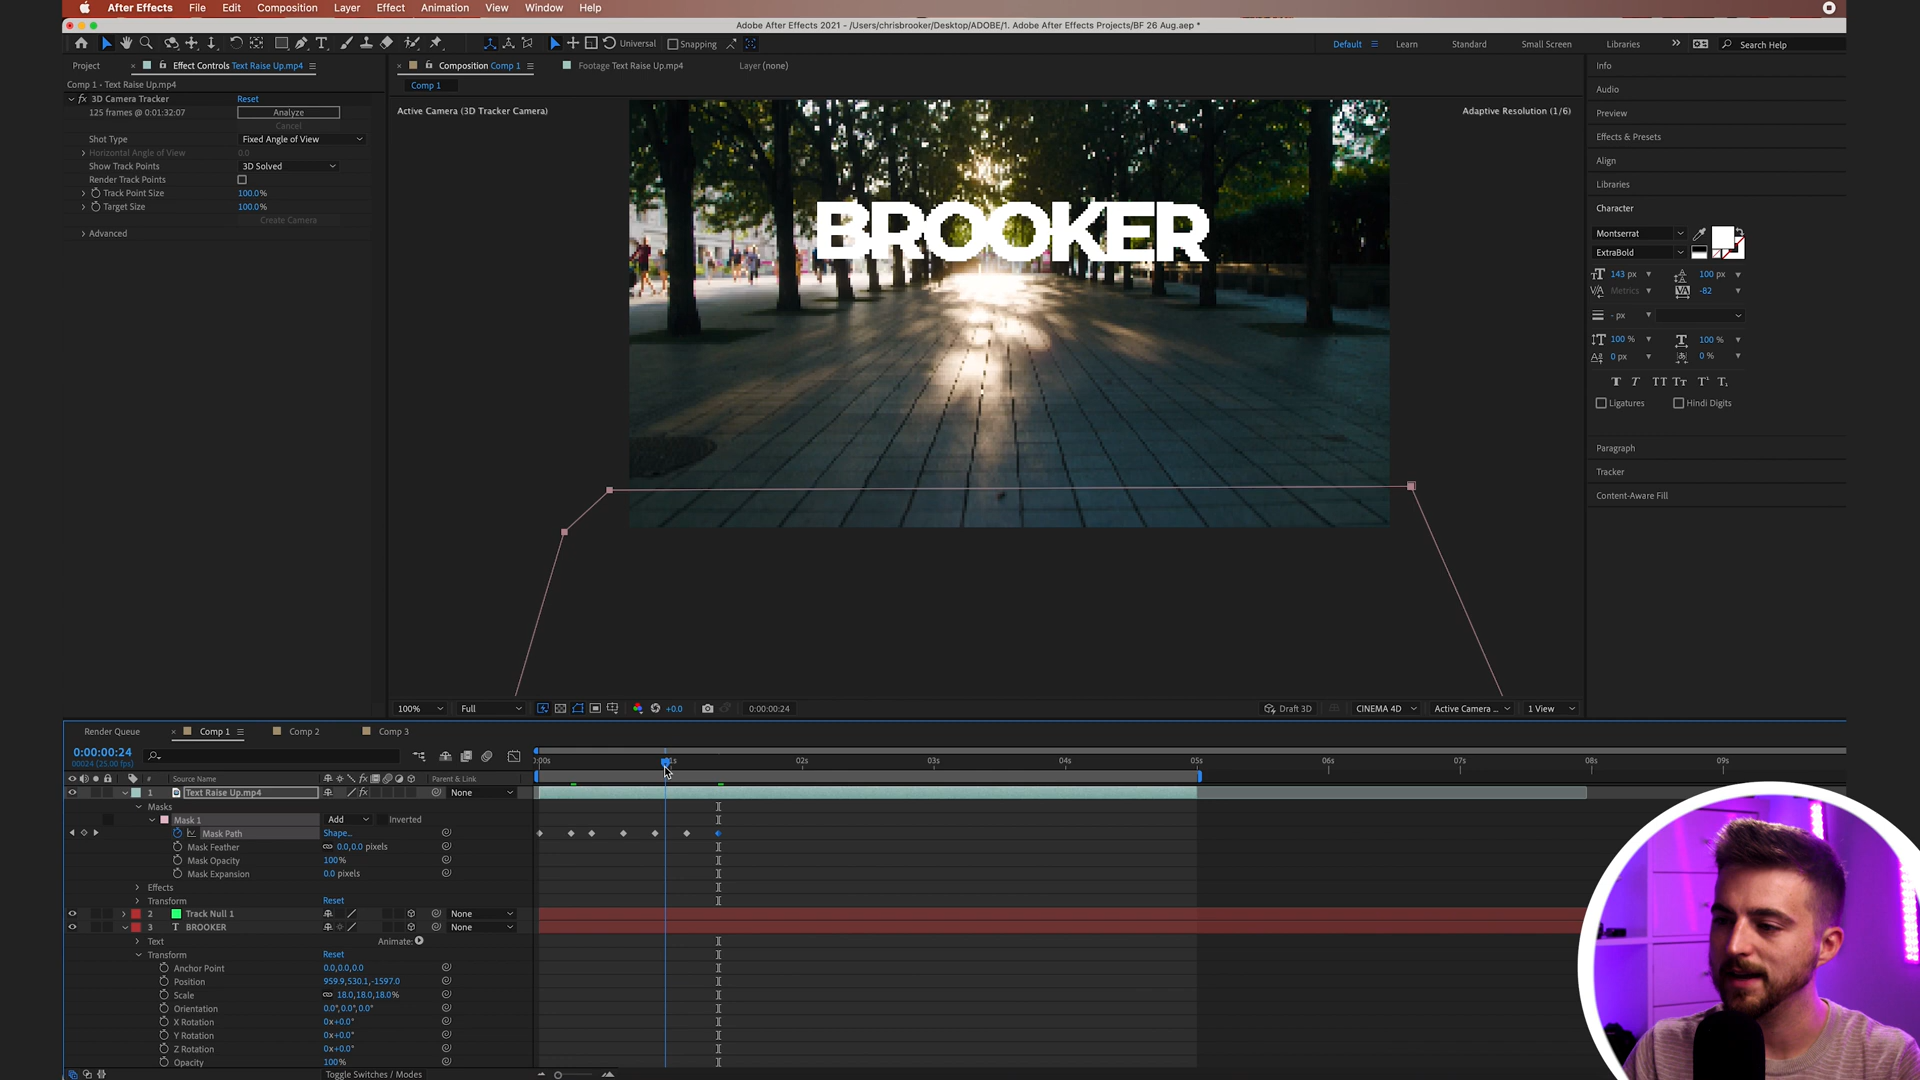 After Effects File Edit Composition Layer Effect Animation View Window Help
Adobe After Effects 2021 - /Users/chrisbrooker/Desktop/ADOBE/1. Adobe After Effects Projects/BF 26 Aug.aep *
Universal Snapping Default Learn Standard Small Screen Libraries Search Help
Project Effect Controls Text Raise Up.mp4 Composition Comp 1 Footage Text Raise Up.mp4 Layer (none) Info
Comp 1 • Text Raise Up.mp4 Comp 1
fx 3D Camera Tracker Reset Audio
125 frames @ 0:01:32:07 Analyze Active Camera (3D Tracker Camera) Adaptive Resolution (1/6) Preview
Cancel
Shot Type Fixed Angle of View Effects & Presets
Horizontal Angle of View 0.0
Show Track Points 3D Solved Align
Render Track Points
Track Point Size 100.0% Libraries
Target Size 100.0% Character
Create Camera
Advanced
BROOKER
Montserrat
ExtraBold
143 px 100 px
Metrics -82
- px
100 % 100 %
0 px 0 %
T T TT Tт T¹ T₁
Ligatures Hindi Digits
Paragraph
Tracker
Content-Aware Fill
100% Full +0.0 0:00:00:24 Draft 3D CINEMA 4D Active Camera ... 1 View
Render Queue Comp 1 Comp 2 Comp 3
0:00:00:24
00024 (25.00 fps)
0:00s 02s 03s 04s 05s 06s 07s 08s 09s
# Source Name Parent & Link
1 Text Raise Up.mp4 None
Masks
Mask 1 Add Inverted
Mask Path Shape...
Mask Feather 0.0,0.0 pixels
Mask Opacity 100%
Mask Expansion 0.0 pixels
Effects
Transform Reset
2 Track Null 1 None
3 T BROOKER None
Text Animate:
Transform Reset
Anchor Point 0.0,0.0,0.0
Position 959.9,530.1,-1597.0
Scale 18.0,18.0,18.0%
Orientation 0.0°,0.0°,0.0°
X Rotation 0x+0.0°
Y Rotation 0x+0.0°
Z Rotation 0x+0.0°
Opacity 100%
Toggle Switches / Modes